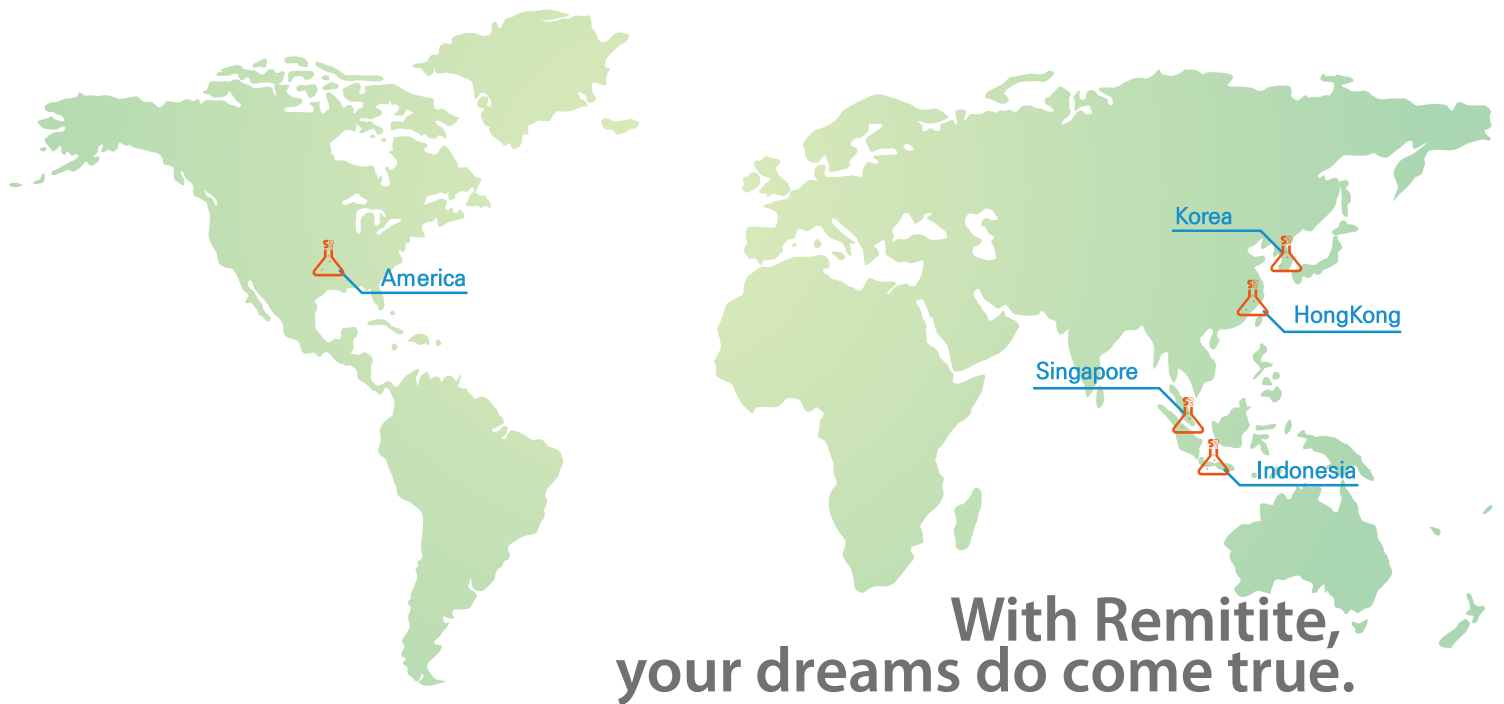 Korea
America
HongKong
Singapore
Indonesia
With Remitite,
your dreams do come true.